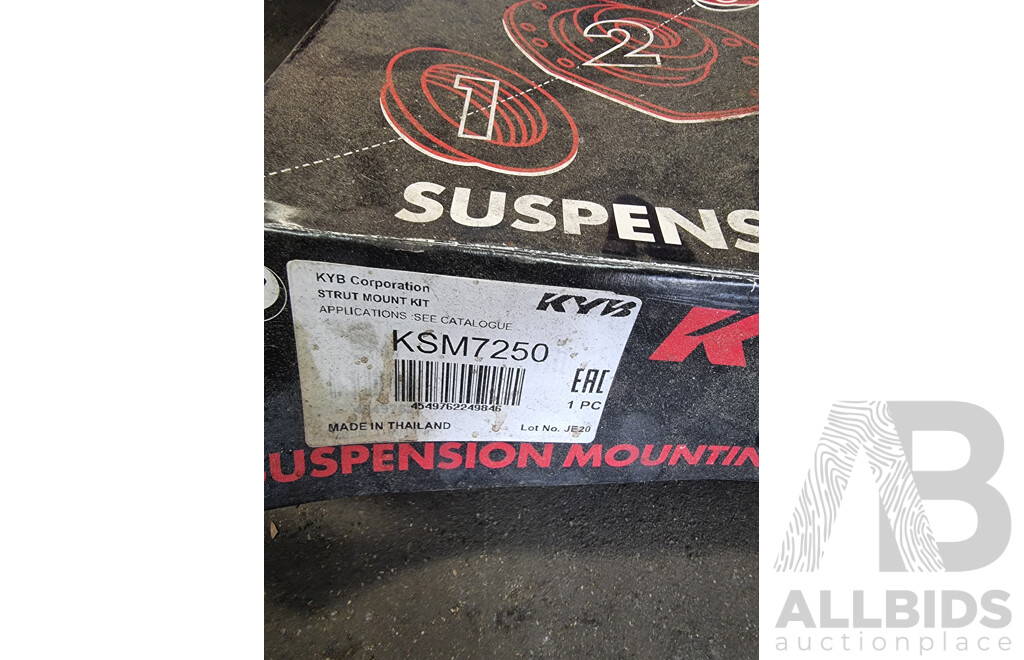 2
1
SUSPENS
KYB Corporation
STRUT MOUNT KIT
APPLICATIONS :SEE CATALOGUE
KYB
KSM7250
4549762249846
EAC
1 PC
MADE IN THAILAND
Lot No. JE20
K
SUSPENSION MOUNTIN
AB
ALLBIDS
auctionplace